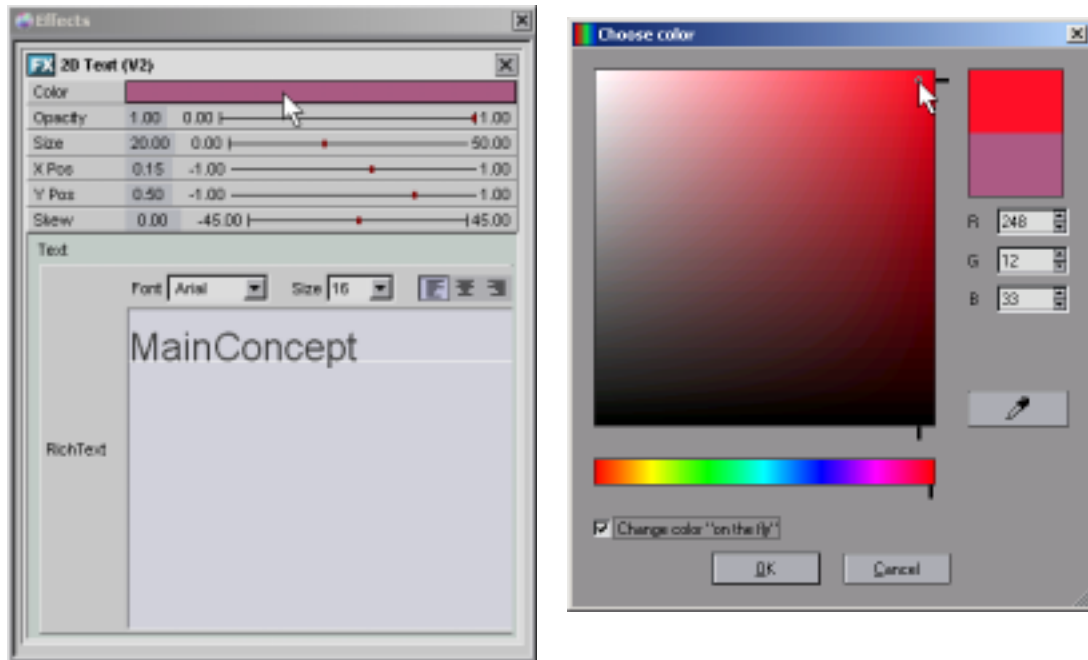 Effects
FX 2D Text (V2)
Color
Opacity 1.00 0.00 1.00
Size 20.00 0.00 50.00
X Pos 0.15 -1.00 1.00
Y Pos 0.50 -1.00 1.00
Skew 0.00 -45.00 45.00
Text
Font Arial Size 16
MainConcept
RichText
Choose color
R 248
G 12
B 33
Change color "on the fly"
OK Cancel